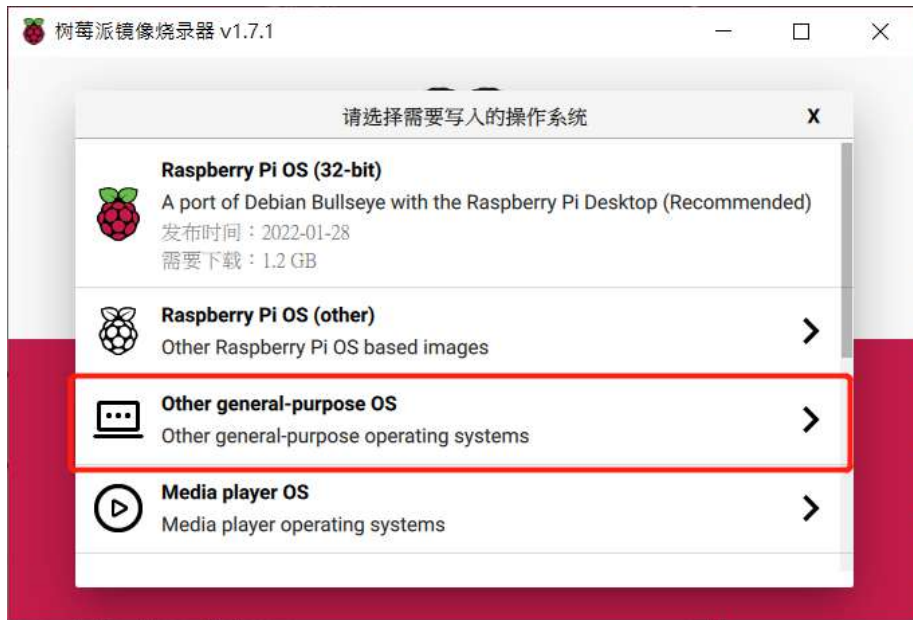 树莓派镜像烧录器 v1.7.1
请选择需要写入的操作系统
X
Raspberry Pi OS (32-bit)
A port of Debian Bullseye with the Raspberry Pi Desktop (Recommended)
发布时间：2022-01-28
需要下载：1.2 GB
Raspberry Pi OS (other)
Other Raspberry Pi OS based images
Other general-purpose OS
Other general-purpose operating systems
Media player OS
Media player operating systems